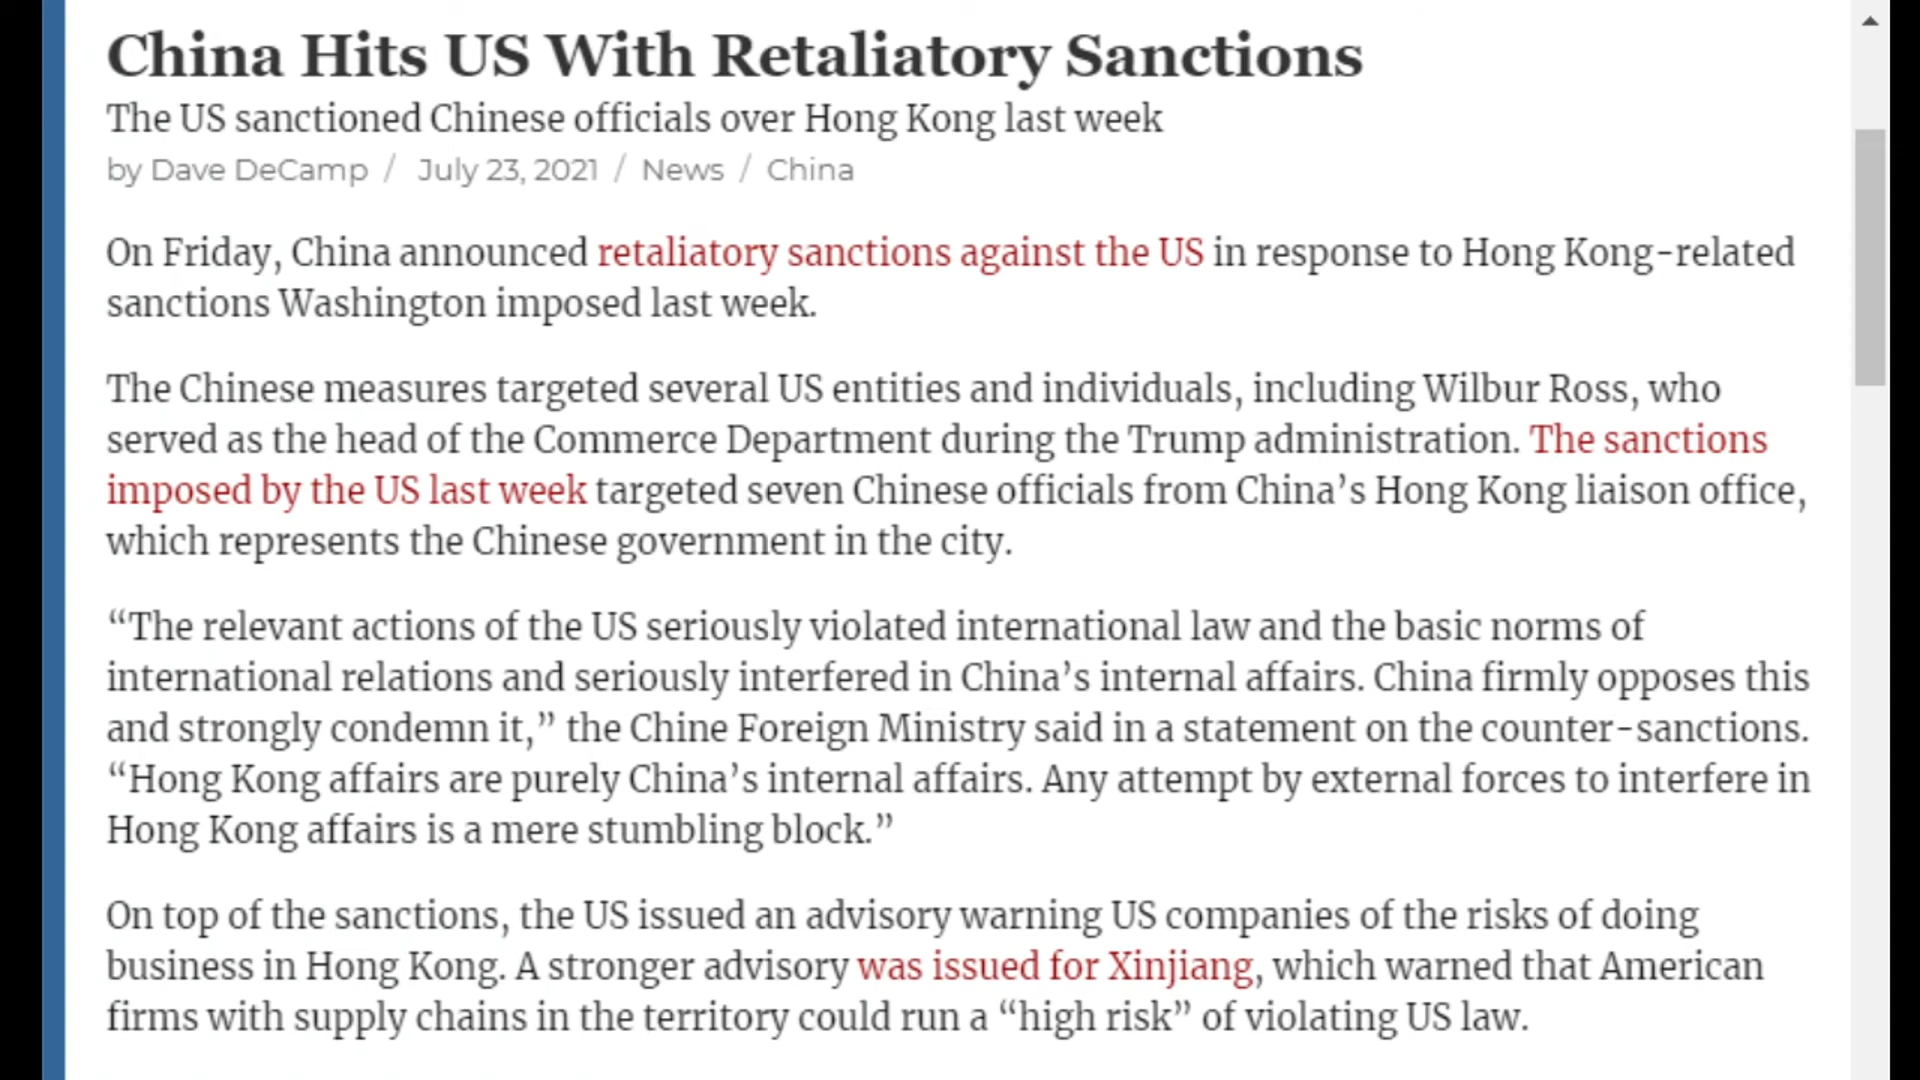 China Hits US With Retaliatory Sanctions
The US sanctioned Chinese officials over Hong Kong last week
by Dave DeCamp / July 23, 2021 / News / China
On Friday, China announced retaliatory sanctions against the US in response to Hong Kong-related
sanctions Washington imposed last week.
The Chinese measures targeted several US entities and individuals, including Wilbur Ross, who
served as the head of the Commerce Department during the Trump administration. The sanctions
imposed by the US last week targeted seven Chinese officials from China’s Hong Kong liaison office,
which represents the Chinese government in the city.
“The relevant actions of the US seriously violated international law and the basic norms of
international relations and seriously interfered in China’s internal affairs. China firmly opposes this
and strongly condemn it,” the Chine Foreign Ministry said in a statement on the counter-sanctions.
“Hong Kong affairs are purely China’s internal affairs. Any attempt by external forces to interfere in
Hong Kong affairs is a mere stumbling block.”
On top of the sanctions, the US issued an advisory warning US companies of the risks of doing
business in Hong Kong. A stronger advisory was issued for Xinjiang, which warned that American
firms with supply chains in the territory could run a “high risk” of violating US law.